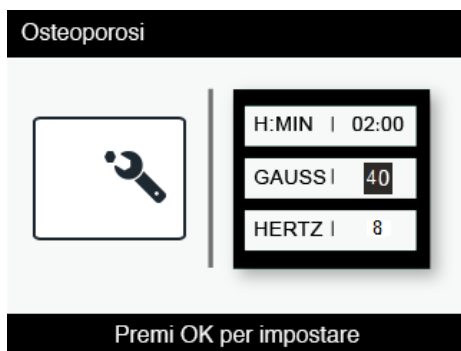 Osteoporosi
H:MIN | 02:00
GAUSS | 40
HERTZ | 8
Premi OK per impostare